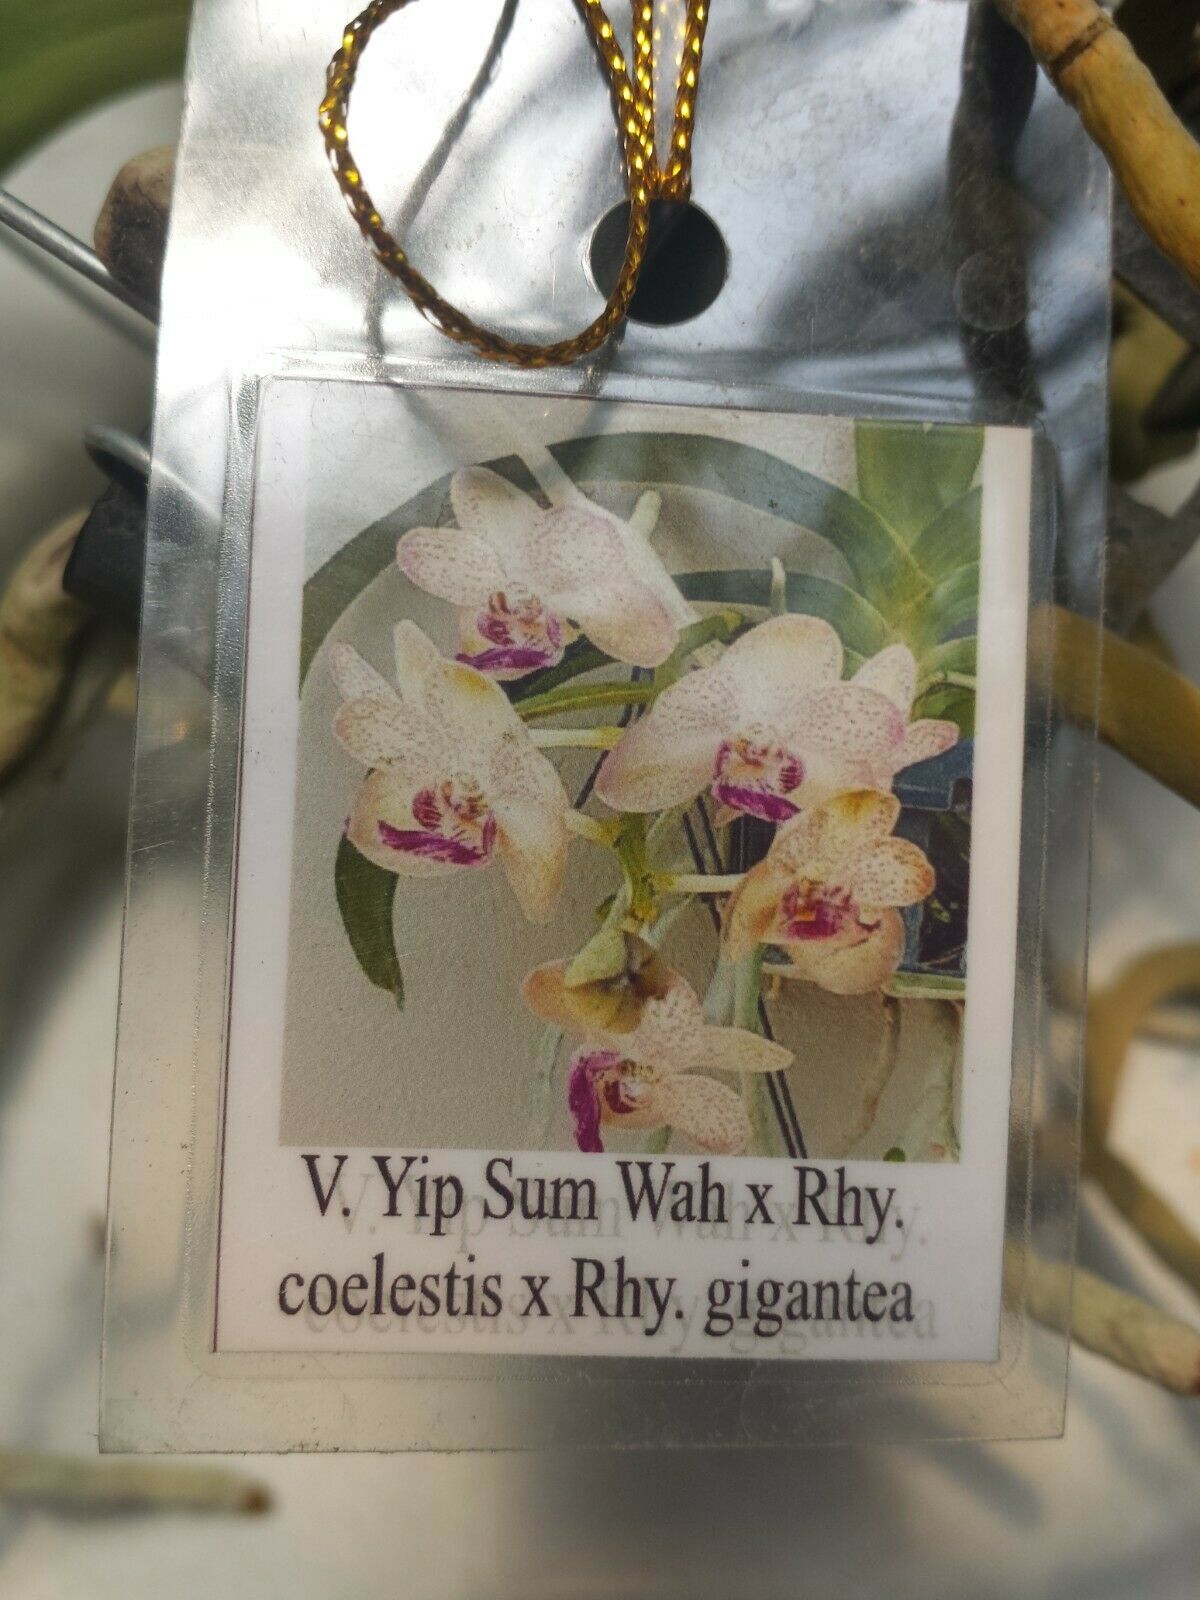 V. Yip Sum Wah x Rhy.
coelestis x Rhy. gigantea